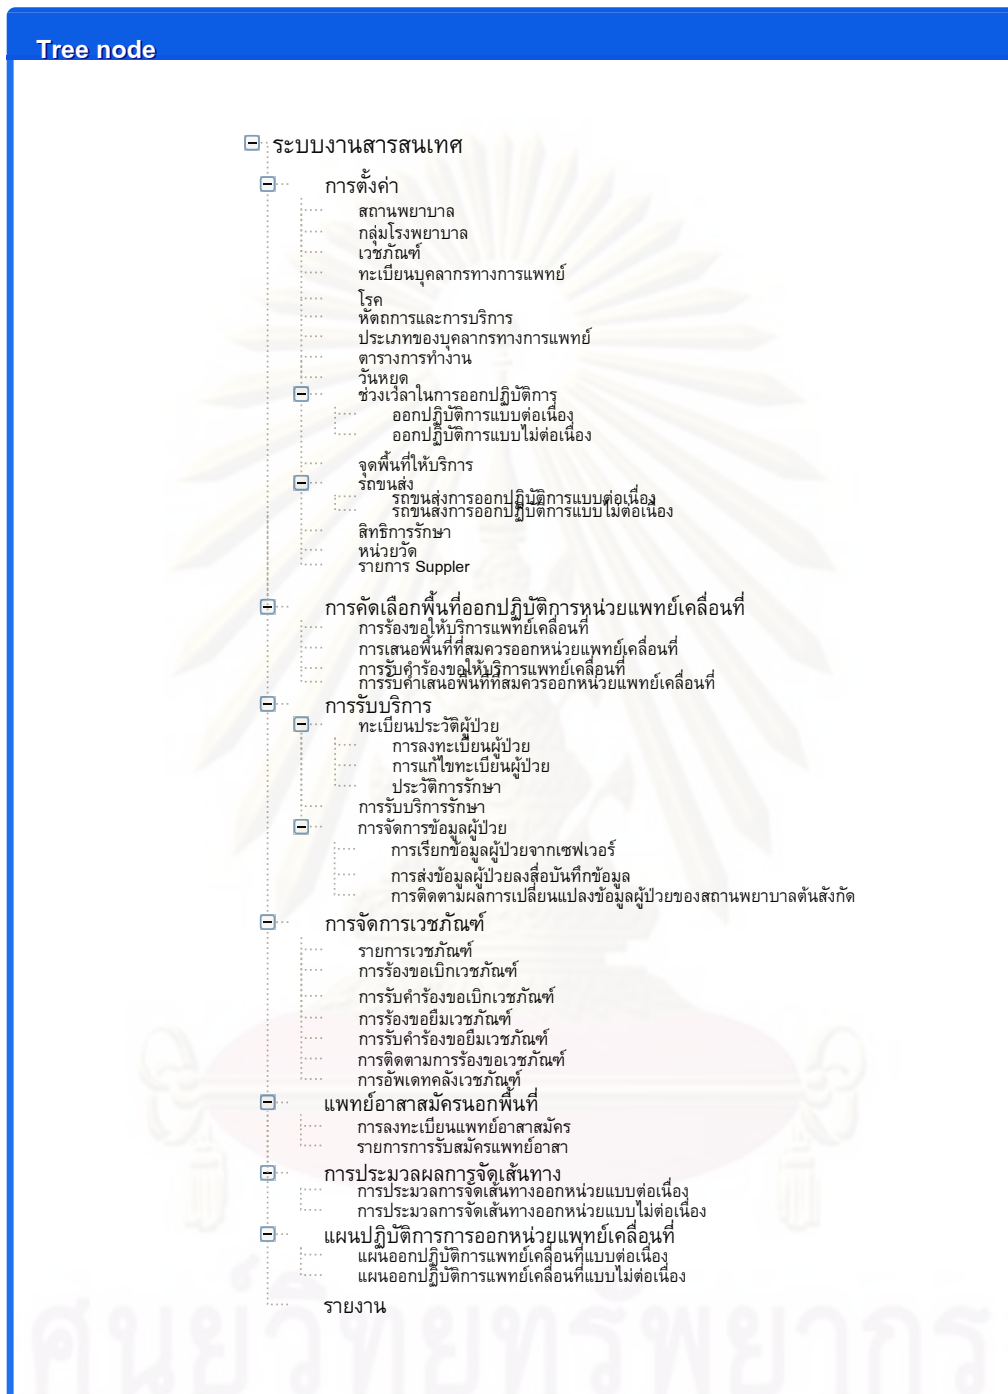 Tree node
ระบบงานสารสนเทศ
การตั้งค่า
สถานพยาบาล
กลุ่มโรงพยาบาล
เวชภัณฑ์
ทะเบียนบุคลากรทางการแพทย์
โรค
หัตถการและการบริการ
ประเภทของบุคลากรทางการแพทย์
ตารางการทำงาน
วันหยุด
ช่วงเวลาในการออกปฏิบัติการ
ออกปฏิบัติการแบบต่อเนื่อง
ออกปฏิบัติการแบบไม่ต่อเนื่อง
จุดพื้นที่ให้บริการ
รถขนส่ง
รถขนส่งการออกปฏิบัติการแบบต่อเนื่อง
รถขนส่งการออกปฏิบัติการแบบไม่ต่อเนื่อง
สิทธิการรักษา
หน่วยวัด
รายการ Suppler
การคัดเลือกพื้นที่ออกปฏิบัติการหน่วยแพทย์เคลื่อนที่
การร้องขอให้บริการแพทย์เคลื่อนที่
การเสนอพื้นที่ที่สมควรออกหน่วยแพทย์เคลื่อนที่
การรับคำร้องขอให้บริการแพทย์เคลื่อนที่
การรับคำเสนอพื้นที่ที่สมควรออกหน่วยแพทย์เคลื่อนที่
การรับบริการ
ทะเบียนประวัติผู้ป่วย
การลงทะเบียนผู้ป่วย
การแก้ไขทะเบียนผู้ป่วย
ประวัติการรักษา
การรับบริการรักษา
การจัดการข้อมูลผู้ป่วย
การเรียกข้อมูลผู้ป่วยจากเซฟเวอร์
การส่งข้อมูลผู้ป่วยลงสื่อบันทึกข้อมูล
การติดตามผลการเปลี่ยนแปลงข้อมูลผู้ป่วยของสถานพยาบาลต้นสังกัด
การจัดการเวชภัณฑ์
รายการเวชภัณฑ์
การร้องขอเบิกเวชภัณฑ์
การรับคำร้องขอเบิกเวชภัณฑ์
การร้องขอยืมเวชภัณฑ์
การรับคำร้องขอยืมเวชภัณฑ์
การติดตามการร้องขอเวชภัณฑ์
การอัพเดทคลังเวชภัณฑ์
แพทย์อาสาสมัครนอกพื้นที่
การลงทะเบียนแพทย์อาสาสมัคร
รายการการรับสมัครแพทย์อาสา
การประมวลผลการจัดเส้นทาง
การประมวลการจัดเส้นทางออกหน่วยแบบต่อเนื่อง
การประมวลการจัดเส้นทางออกหน่วยแบบไม่ต่อเนื่อง
แผนปฏิบัติการการออกหน่วยแพทย์เคลื่อนที่
แผนออกปฏิบัติการแพทย์เคลื่อนที่แบบต่อเนื่อง
แผนออกปฏิบัติการแพทย์เคลื่อนที่แบบไม่ต่อเนื่อง
รายงาน
ศูนย์วิทยทรัพยากร